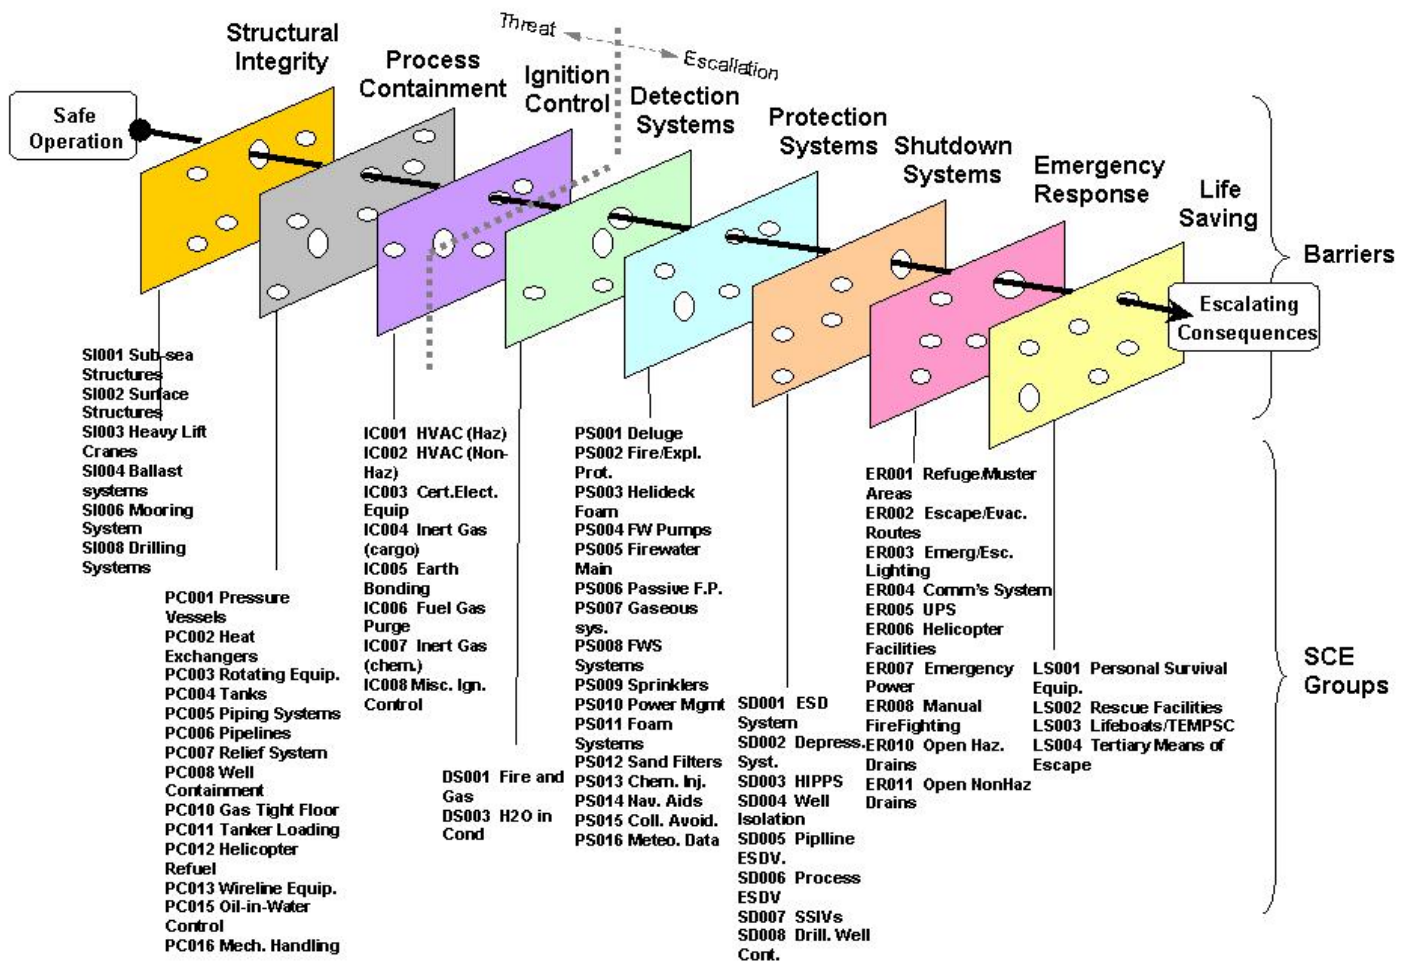 Threat
Escallation
Structural
Integrity
Process
Containment
Ignition
Control
Detection
Systems
Protection
Systems
Shutdown
Systems
Emergency
Response
Life
Saving
Safe
Operation
Escalating
Consequences
Barriers
SCE
Groups
SI001 Sub-sea
Structures
SI002 Surface
Structures
SI003 Heavy Lift
Cranes
SI004 Ballast
systems
SI006 Mooring
System
SI008 Drilling
Systems
PC001 Pressure
Vessels
PC002 Heat
Exchangers
PC003 Rotating Equip.
PC004 Tanks
PC005 Piping Systems
PC006 Pipelines
PC007 Relief System
PC008 Well
Containment
PC010 Gas Tight Floor
PC011 Tanker Loading
PC012 Helicopter
Refuel
PC013 Wireline Equip.
PC015 Oil-in-Water
Control
PC016 Mech. Handling
IC001 HVAC (Haz)
IC002 HVAC (Non-
Haz)
IC003 Cert.Elect.
Equip
IC004 Inert Gas
(cargo)
IC005 Earth
Bonding
IC006 Fuel Gas
Purge
IC007 Inert Gas
(chem.)
IC008 Misc. Ign.
Control
DS001 Fire and
Gas
DS003 H2O in
Cond
PS001 Deluge
PS002 Fire/Expl.
Prot.
PS003 Helideck
Foam
PS004 FW Pumps
PS005 Firewater
Main
PS006 Passive F.P.
PS007 Gaseous
sys.
PS008 FWS
Systems
PS009 Sprinklers
PS010 Power Mgmt
PS011 Foam
Systems
PS012 Sand Filters
PS013 Chem. Inj.
PS014 Nav. Aids
PS015 Coll. Avoid.
PS016 Meteo. Data
SD001 ESD
System
SD002 Depress.
Syst.
SD003 HIPPS
SD004 Well
Isolation
SD005 Piplline
ESDV.
SD006 Process
ESDV
SD007 SSIVs
SD008 Drill. Well
Cont.
ER001 Refuge/Muster
Areas
ER002 Escape/Evac.
Routes
ER003 Emerg/Esc.
Lighting
ER004 Comm's System
ER005 UPS
ER006 Helicopter
Facilities
ER007 Emergency
Power
ER008 Manual
FireFighting
ER010 Open Haz.
Drains
ER011 Open NonHaz
Drains
LS001 Personal Survival
Equip.
LS002 Rescue Facilities
LS003 Lifeboats/TEMPSC
LS004 Tertiary Means of
Escape